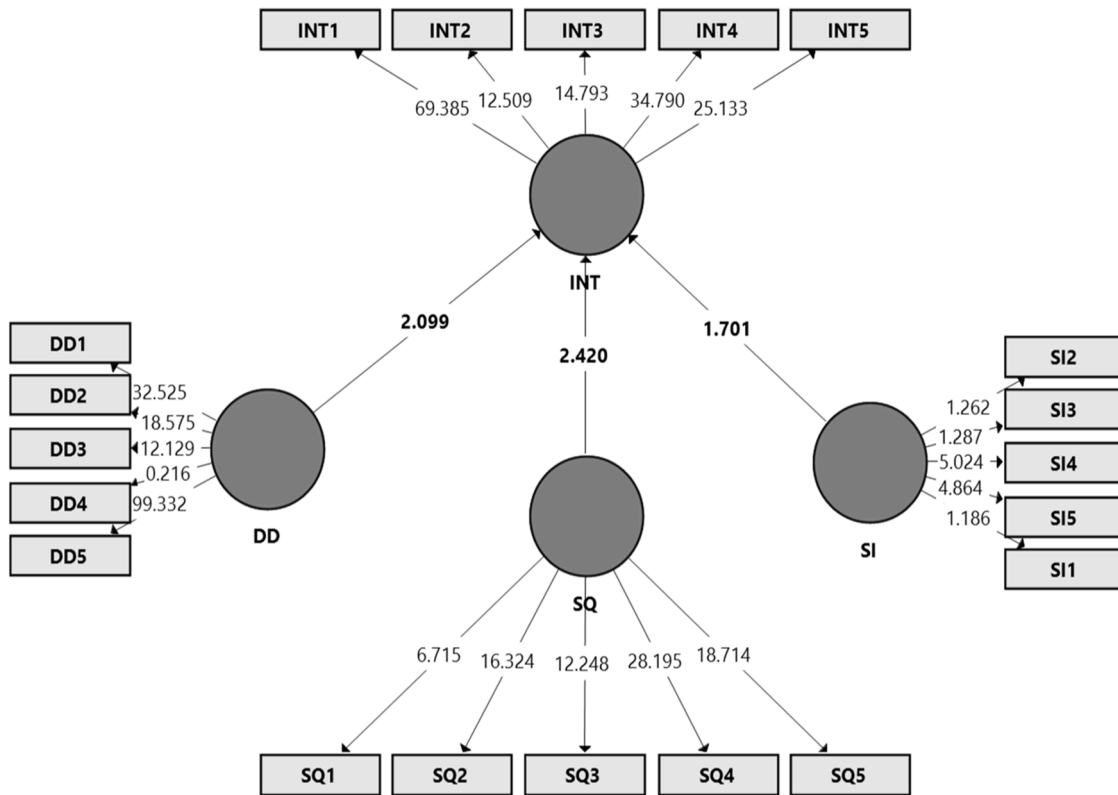 INT1 INT2 INT3 INT4 INT5
69.385 12.509 14.793 34.790 25.133
INT
2.099 2.420 1.701
DD1
DD2
DD3
DD4
DD5
32.525
18.575
12.129
0.216
99.332
DD
SI2
SI3
SI4
SI5
SI1
1.262
1.287
5.024
4.864
1.186
SI
SQ
6.715 16.324 12.248 28.195 18.714
SQ1 SQ2 SQ3 SQ4 SQ5